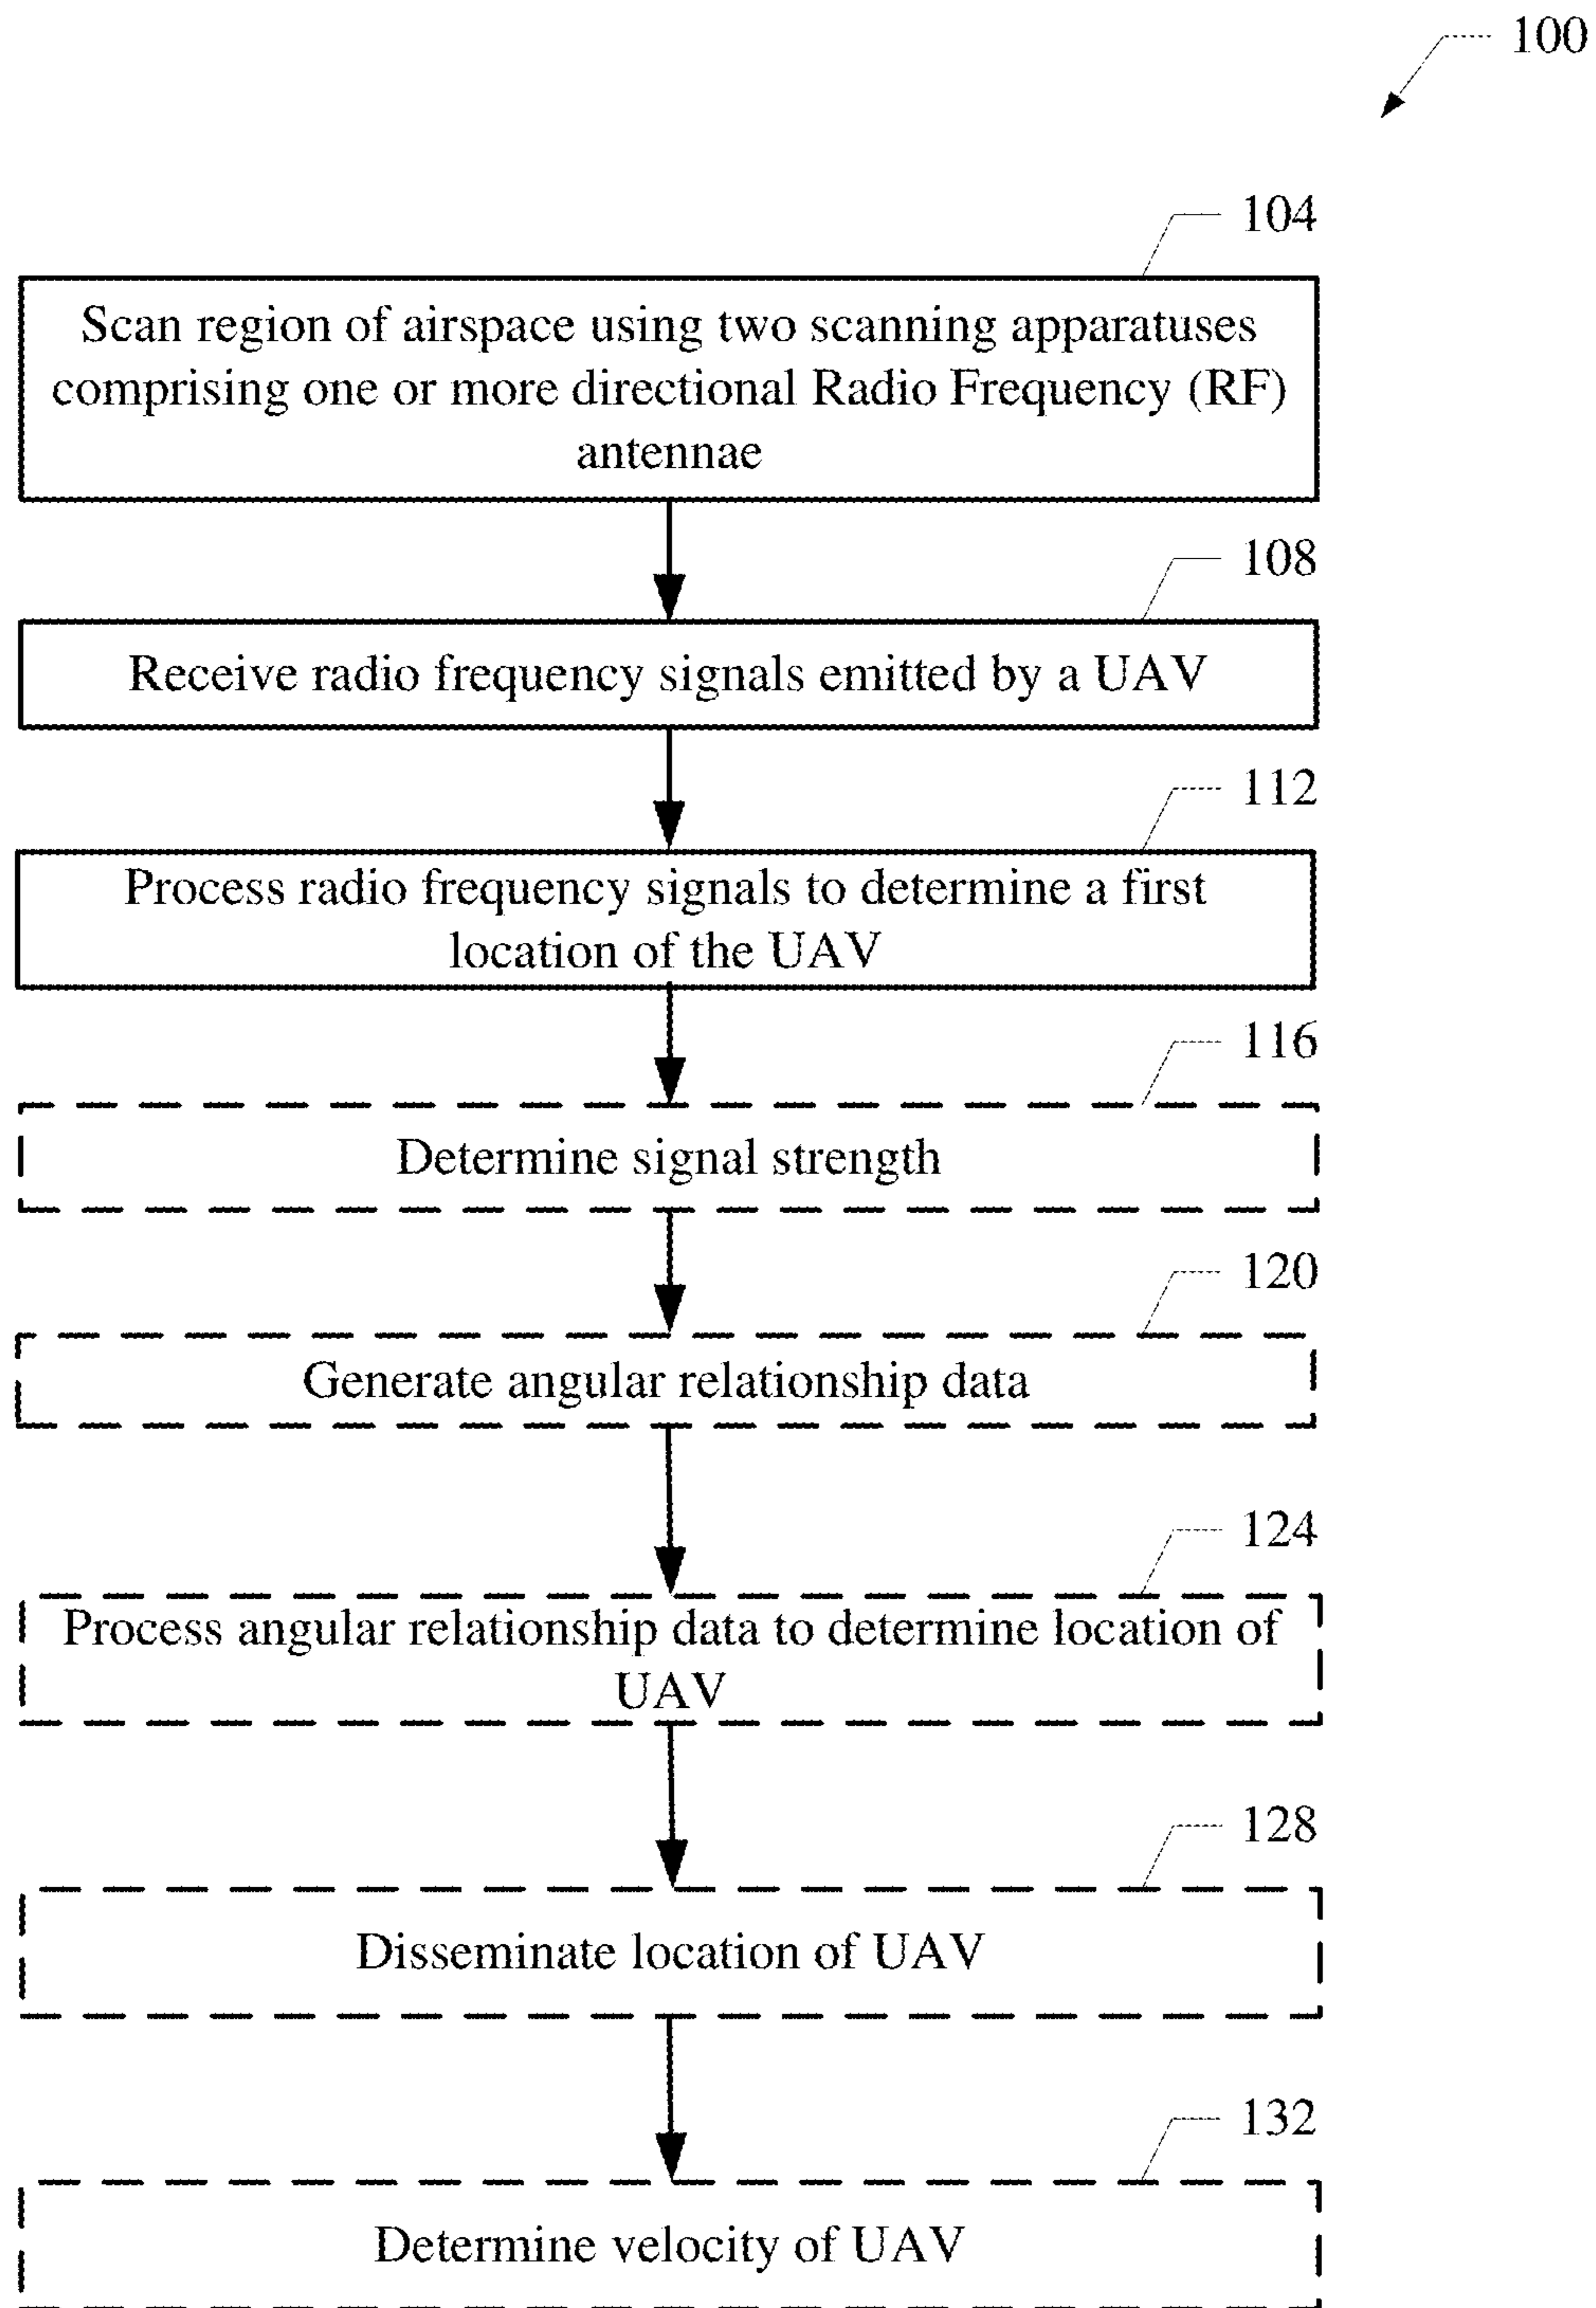 100
104
Scan region of airspace using two scanning apparatuses
comprising one or more directional Radio Frequency (RF)
antennae
108
Receive radio frequency signals emitted by a UAV
112
Process radio frequency signals to determine a first
location of the UAV
116
Determine signal strength
120
Generate angular relationship data
124
Process angular relationship data to determine location of
UAV
128
Disseminate location of UAV
132
Determine velocity of UAV